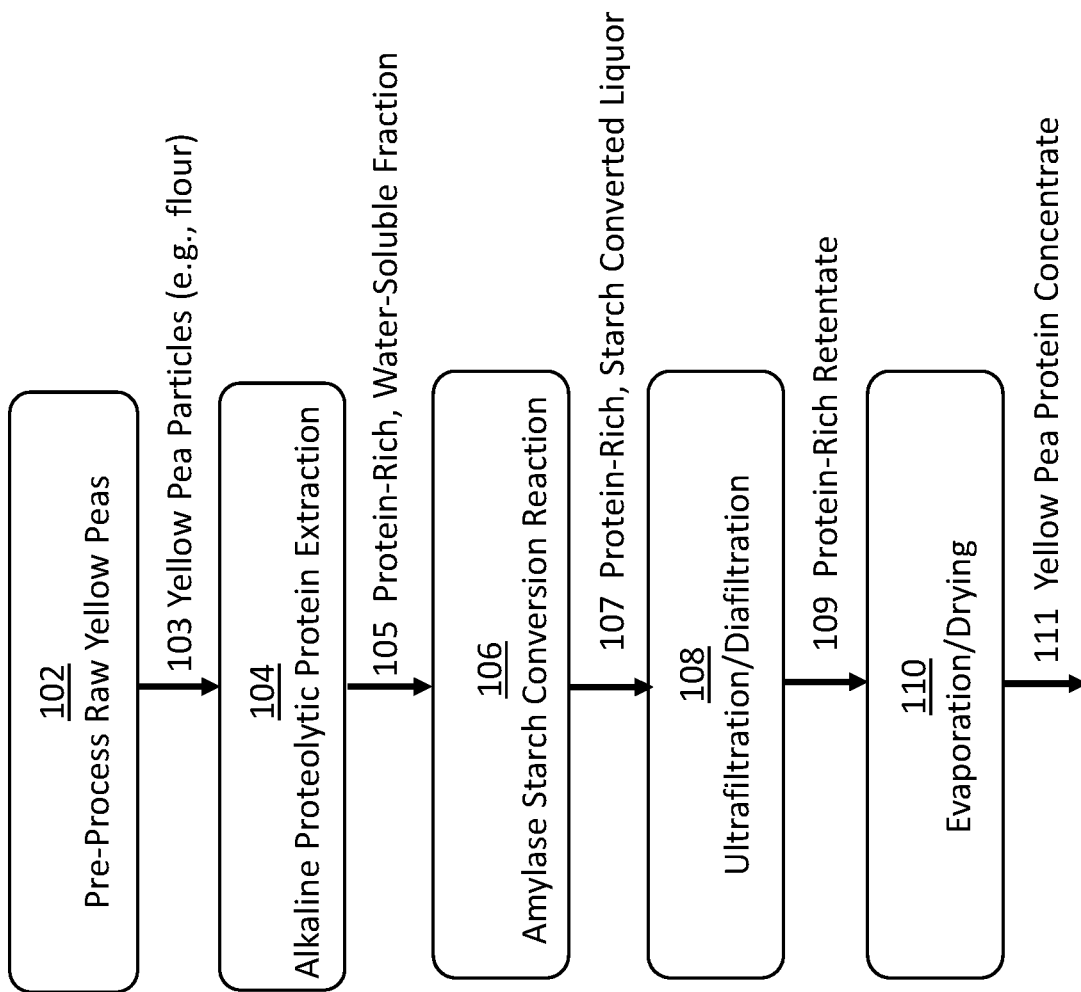 102
Pre-Process Raw Yellow Peas
103 Yellow Pea Particles (e.g., flour)
104
Alkaline Proteolytic Protein Extraction
105 Protein-Rich, Water-Soluble Fraction
106
Amylase Starch Conversion Reaction
107 Protein-Rich, Starch Converted Liquor
108
Ultrafiltration/Diafiltration
109 Protein-Rich Retentate
110
Evaporation/Drying
111 Yellow Pea Protein Concentrate